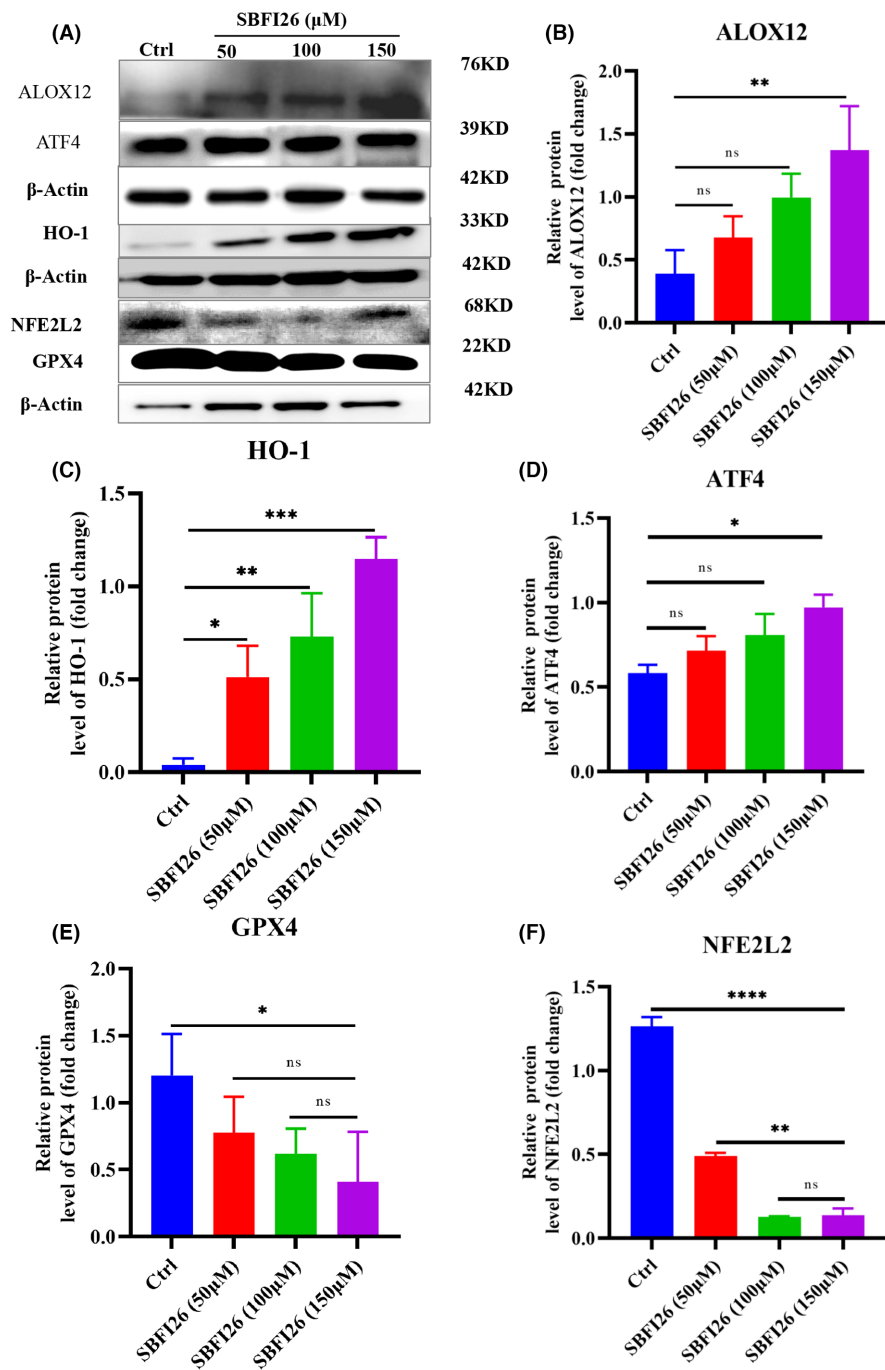 (A)
SBFI26 (μM)
Ctrl 50 100 150
76KD
ALOX12
39KD
ATF4
42KD
β-Actin
33KD
HO-1
42KD
β-Actin
68KD
NFE2L2
22KD
GPX4
42KD
β-Actin
(B)
ALOX12
Relative protein
level of ALOX12 (fold change)
2.0
1.5
1.0
0.5
0.0
**
ns
ns
Ctrl
SBFI26 (50μM)
SBFI26 (100μM)
SBFI26 (150μM)
(C)
HO-1
Relative protein
level of HO-1 (fold change)
1.5
1.0
0.5
0.0
***
**
*
Ctrl
SBFI26 (50μM)
SBFI26 (100μM)
SBFI26 (150μM)
(D)
ATF4
Relative protein
level of ATF4 (fold change)
1.5
1.0
0.5
0.0
*
ns
ns
Ctrl
SBFI26 (50μM)
SBFI26 (100μM)
SBFI26 (150μM)
(E)
GPX4
Relative protein
level of GPX4 (fold change)
2.0
1.5
1.0
0.5
0.0
*
ns
ns
Ctrl
SBFI26 (50μM)
SBFI26 (100μM)
SBFI26 (150μM)
(F)
NFE2L2
Relative protein
level of NFE2L2 (fold change)
1.5
1.0
0.5
0.0
****
**
ns
Ctrl
SBFI26 (50μM)
SBFI26 (100μM)
SBFI26 (150μM)